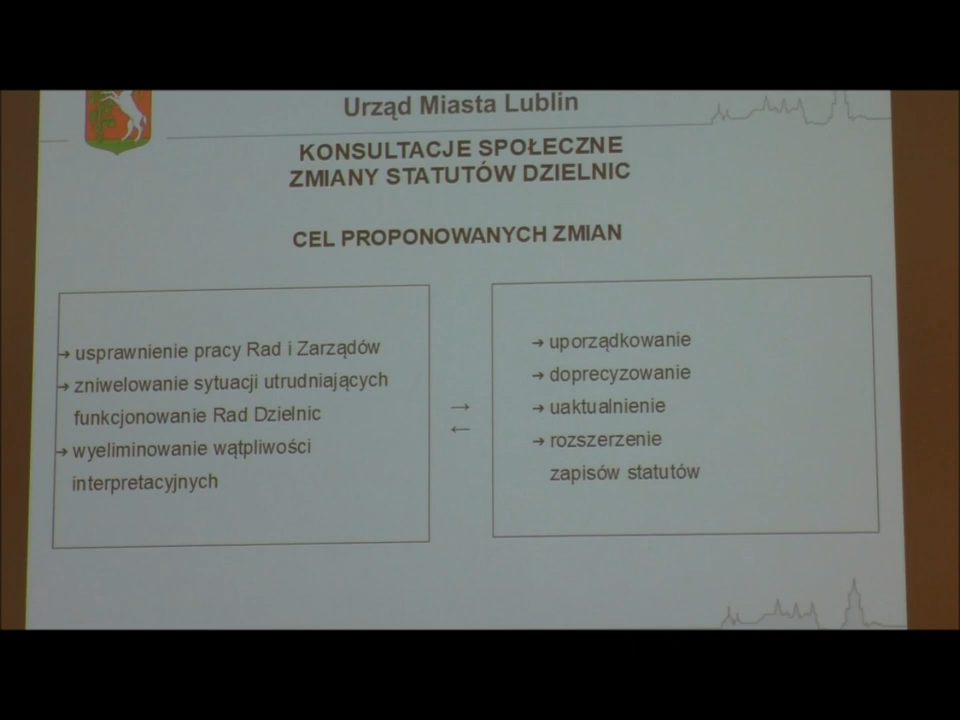 Urząd Miasta Lublin
KONSULTACJE SPOŁECZNE
ZMIANY STATUTÓW DZIELNIC
CEL PROPONOWANYCH ZMIAN
→ usprawnienie pracy Rad i Zarządów
→ zniwelowanie sytuacji utrudniających
funkcjonowanie Rad Dzielnic
→ wyeliminowanie wątpliwości
interpretacyjnych
→
←
→ uporządkowanie
→ doprecyzowanie
→ uaktualnienie
→ rozszerzenie
zapisów statutów